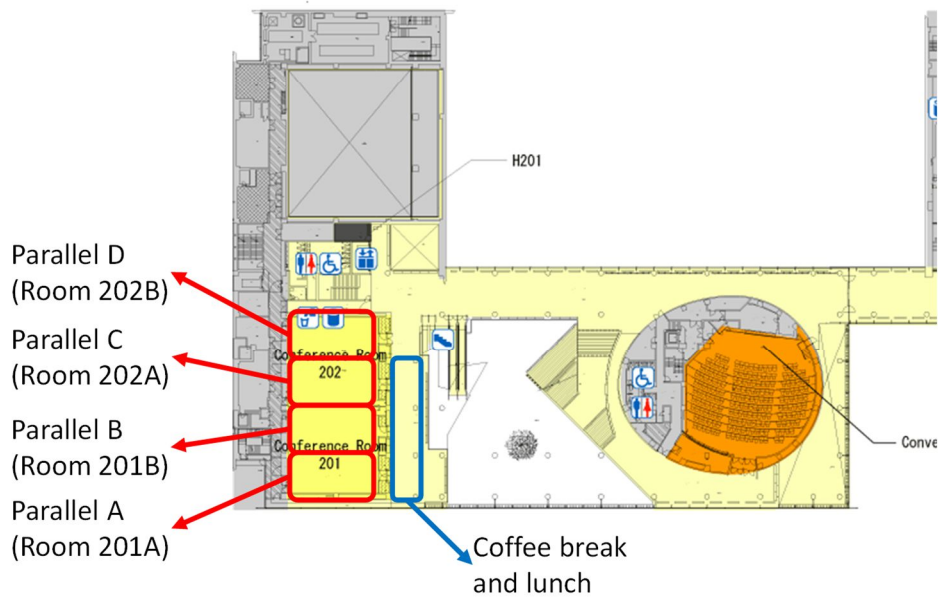 H201
Parallel D
(Room 202B)
Parallel C
(Room 202A)
Conference Room
202
Parallel B
(Room 201B)
Conference Room
201
Conve
Parallel A
(Room 201A)
Coffee break
and lunch